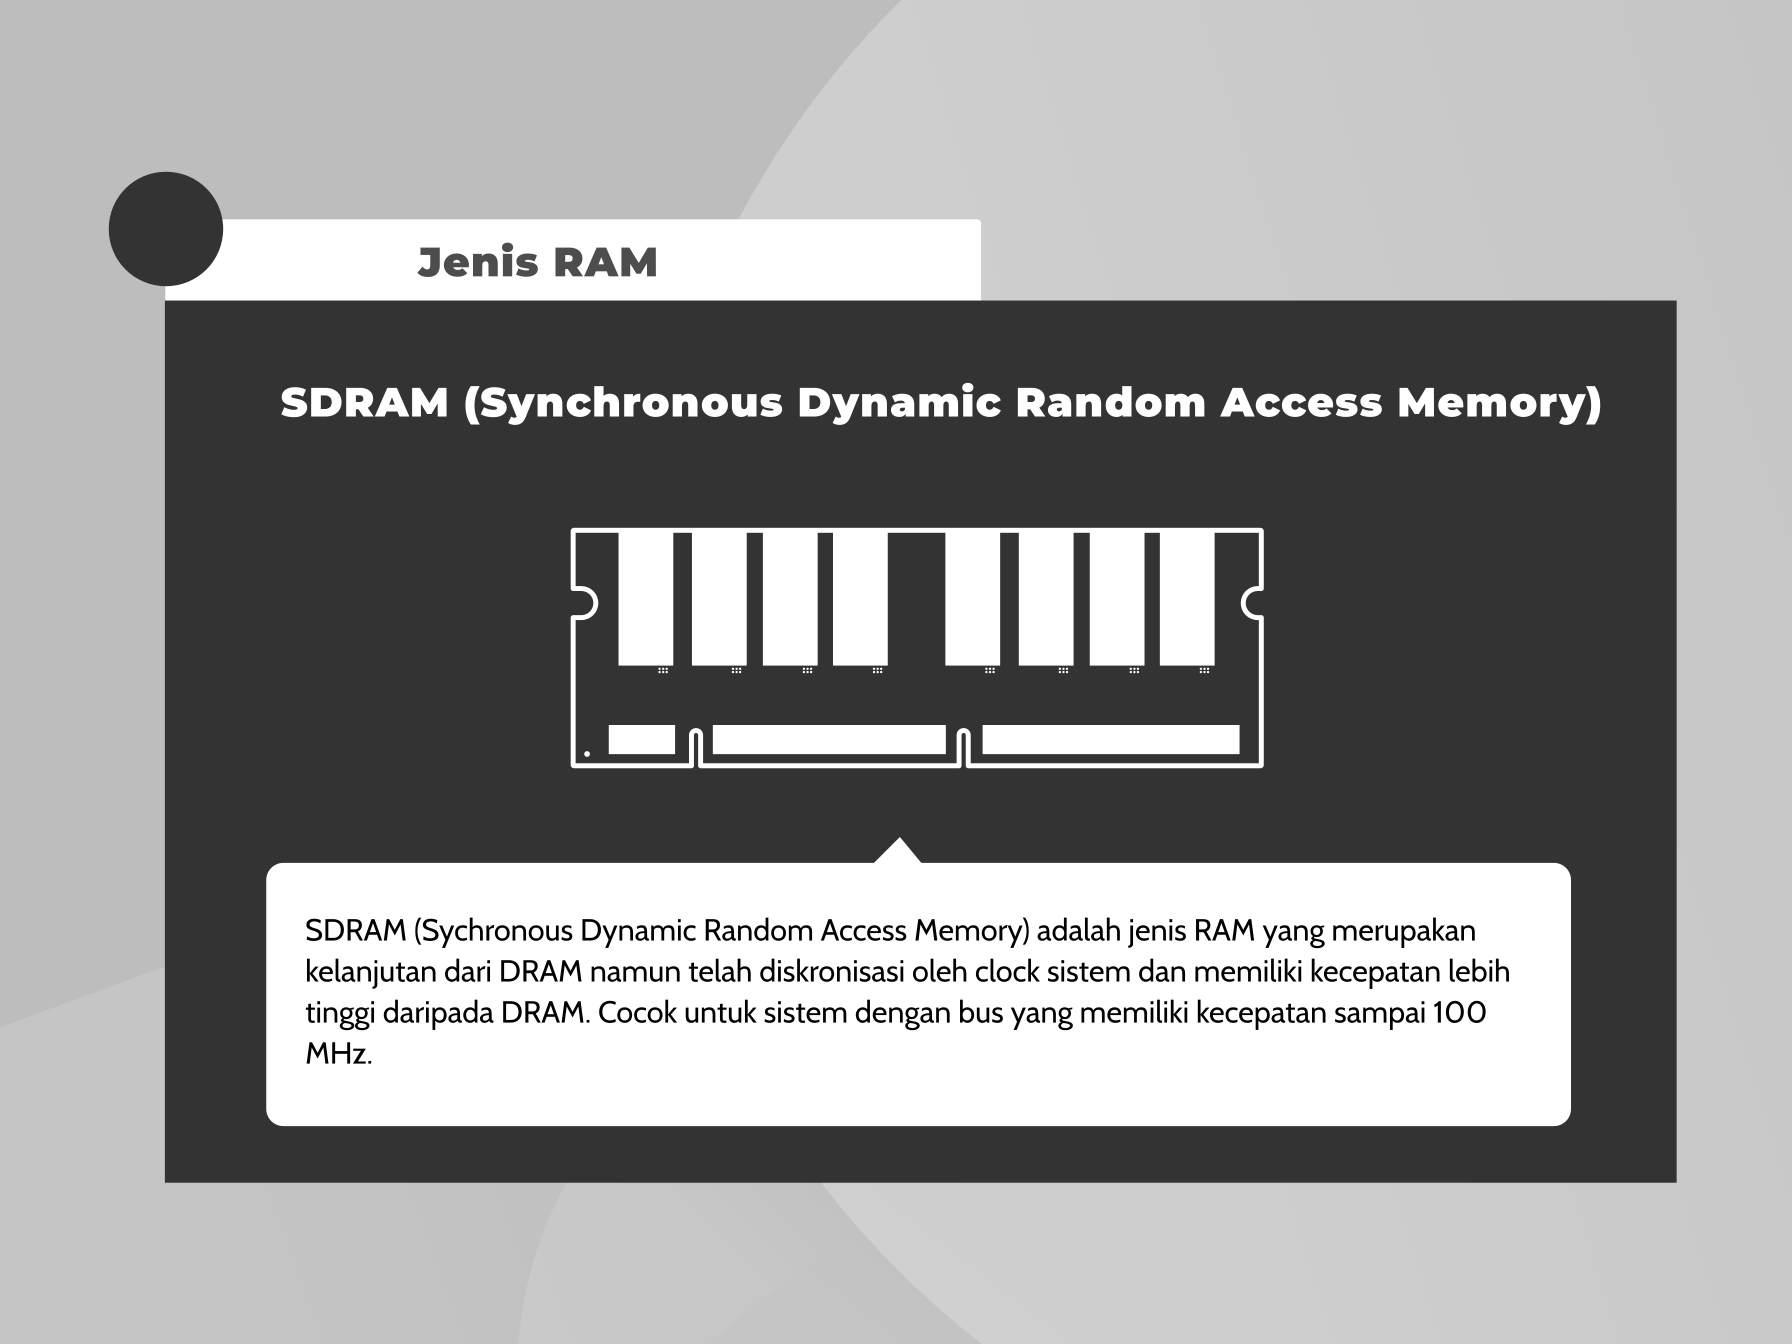 Jenis RAM
SDRAM (Synchronous Dynamic Random Access Memory)
SDRAM (Sychronous Dynamic Random Access Memory) adalah jenis RAM yang merupakan
kelanjutan dari DRAM namun telah diskronisasi oleh clock sistem dan memiliki kecepatan lebih
tinggi daripada DRAM. Cocok untuk sistem dengan bus yang memiliki kecepatan sampai 100
MHz.